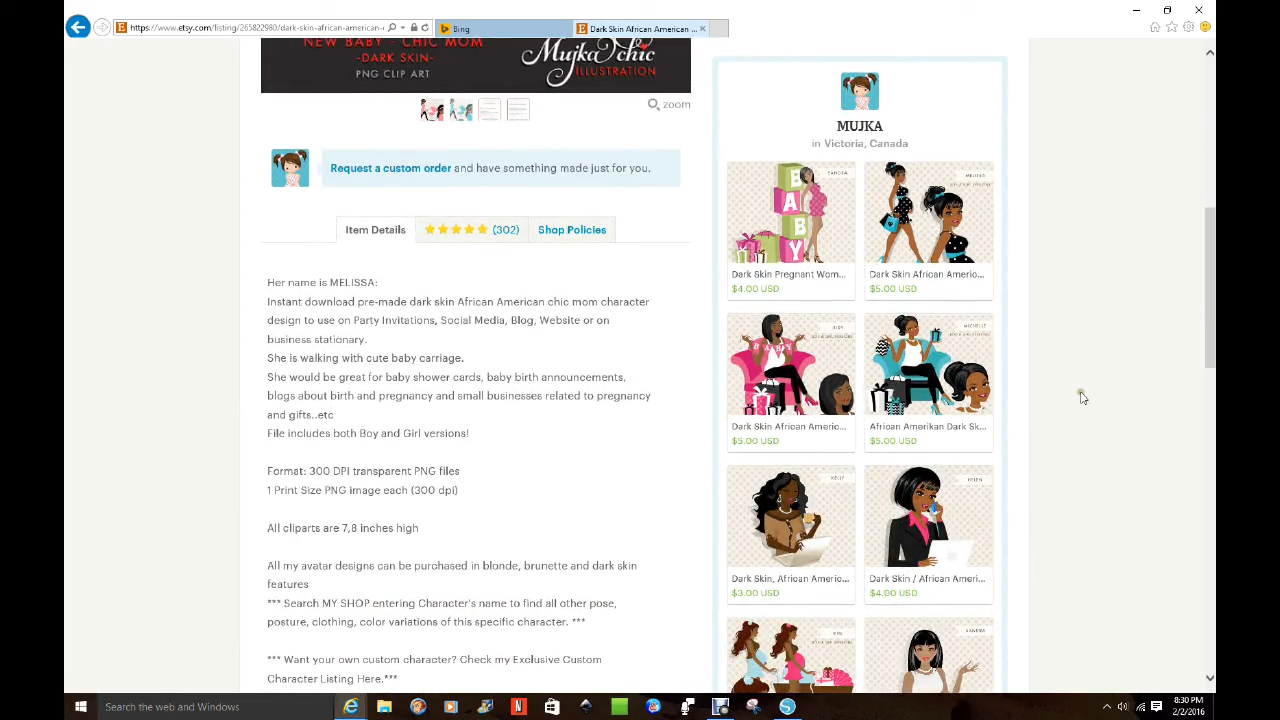 https://www.etsy.com/listing/265822980/dark-skin-african-american-
Bing
Dark Skin African American ...
NEW BABY - CHIC MOM
-DARK SKIN-
PNG CLIP ART
Mujka chic
ILLUSTRATION
zoom
Request a custom order and have something made just for you.
Item Details
(302)
Shop Policies
Her name is MELISSA:
Instant download pre-made dark skin African American chic mom character
design to use on Party Invitations, Social Media, Blog, Website or on
business stationary.
She is walking with cute baby carriage.
She would be great for baby shower cards, baby birth announcements,
blogs about birth and pregnancy and small businesses related to pregnancy
and gifts..etc
File includes both Boy and Girl versions!
Format: 300 DPI transparent PNG files
1 Print Size PNG image each (300 dpi)
All cliparts are 7,8 inches high
All my avatar designs can be purchased in blonde, brunette and dark skin
features
*** Search MY SHOP entering Character's name to find all other pose,
posture, clothing, color variations of this specific character. ***
*** Want your own custom character? Check my Exclusive Custom
Character Listing Here.***
MUJKA
in Victoria, Canada
BABY
SANDRA
MELISSA
Dark Skin Pregnant Wom...
$4.00 USD
Dark Skin African Americ...
$5.00 USD
JUDY
MICHELLE
Dark Skin African Americ...
$5.00 USD
African Amerikan Dark Sk...
$5.00 USD
KELLY
HELEN
Dark Skin, African Americ...
$3.00 USD
Dark Skin / African Ameri...
$4.00 USD
KIM
SANDRA
Search the web and Windows
8:30 PM
2/2/2016